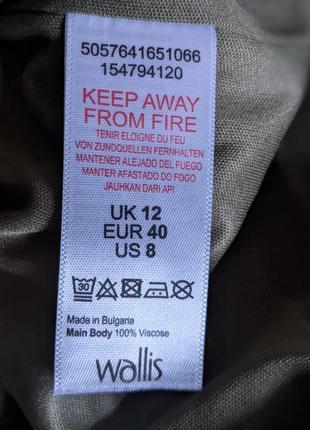 5057641651066
154794120
KEEP AWAY
FROM FIRE
TENIR ELOIGNE DU FEU
VON ZUNDQUELLEN FERNHALTEN
MANTENER ALEJADO DEL FUEGO
MANTER AFASTADO DO FOGO
JAUHKAN DARI API
UK 12
EUR 40
US 8
30
Made in Bulgaria
Main Body 100% Viscose
wallis